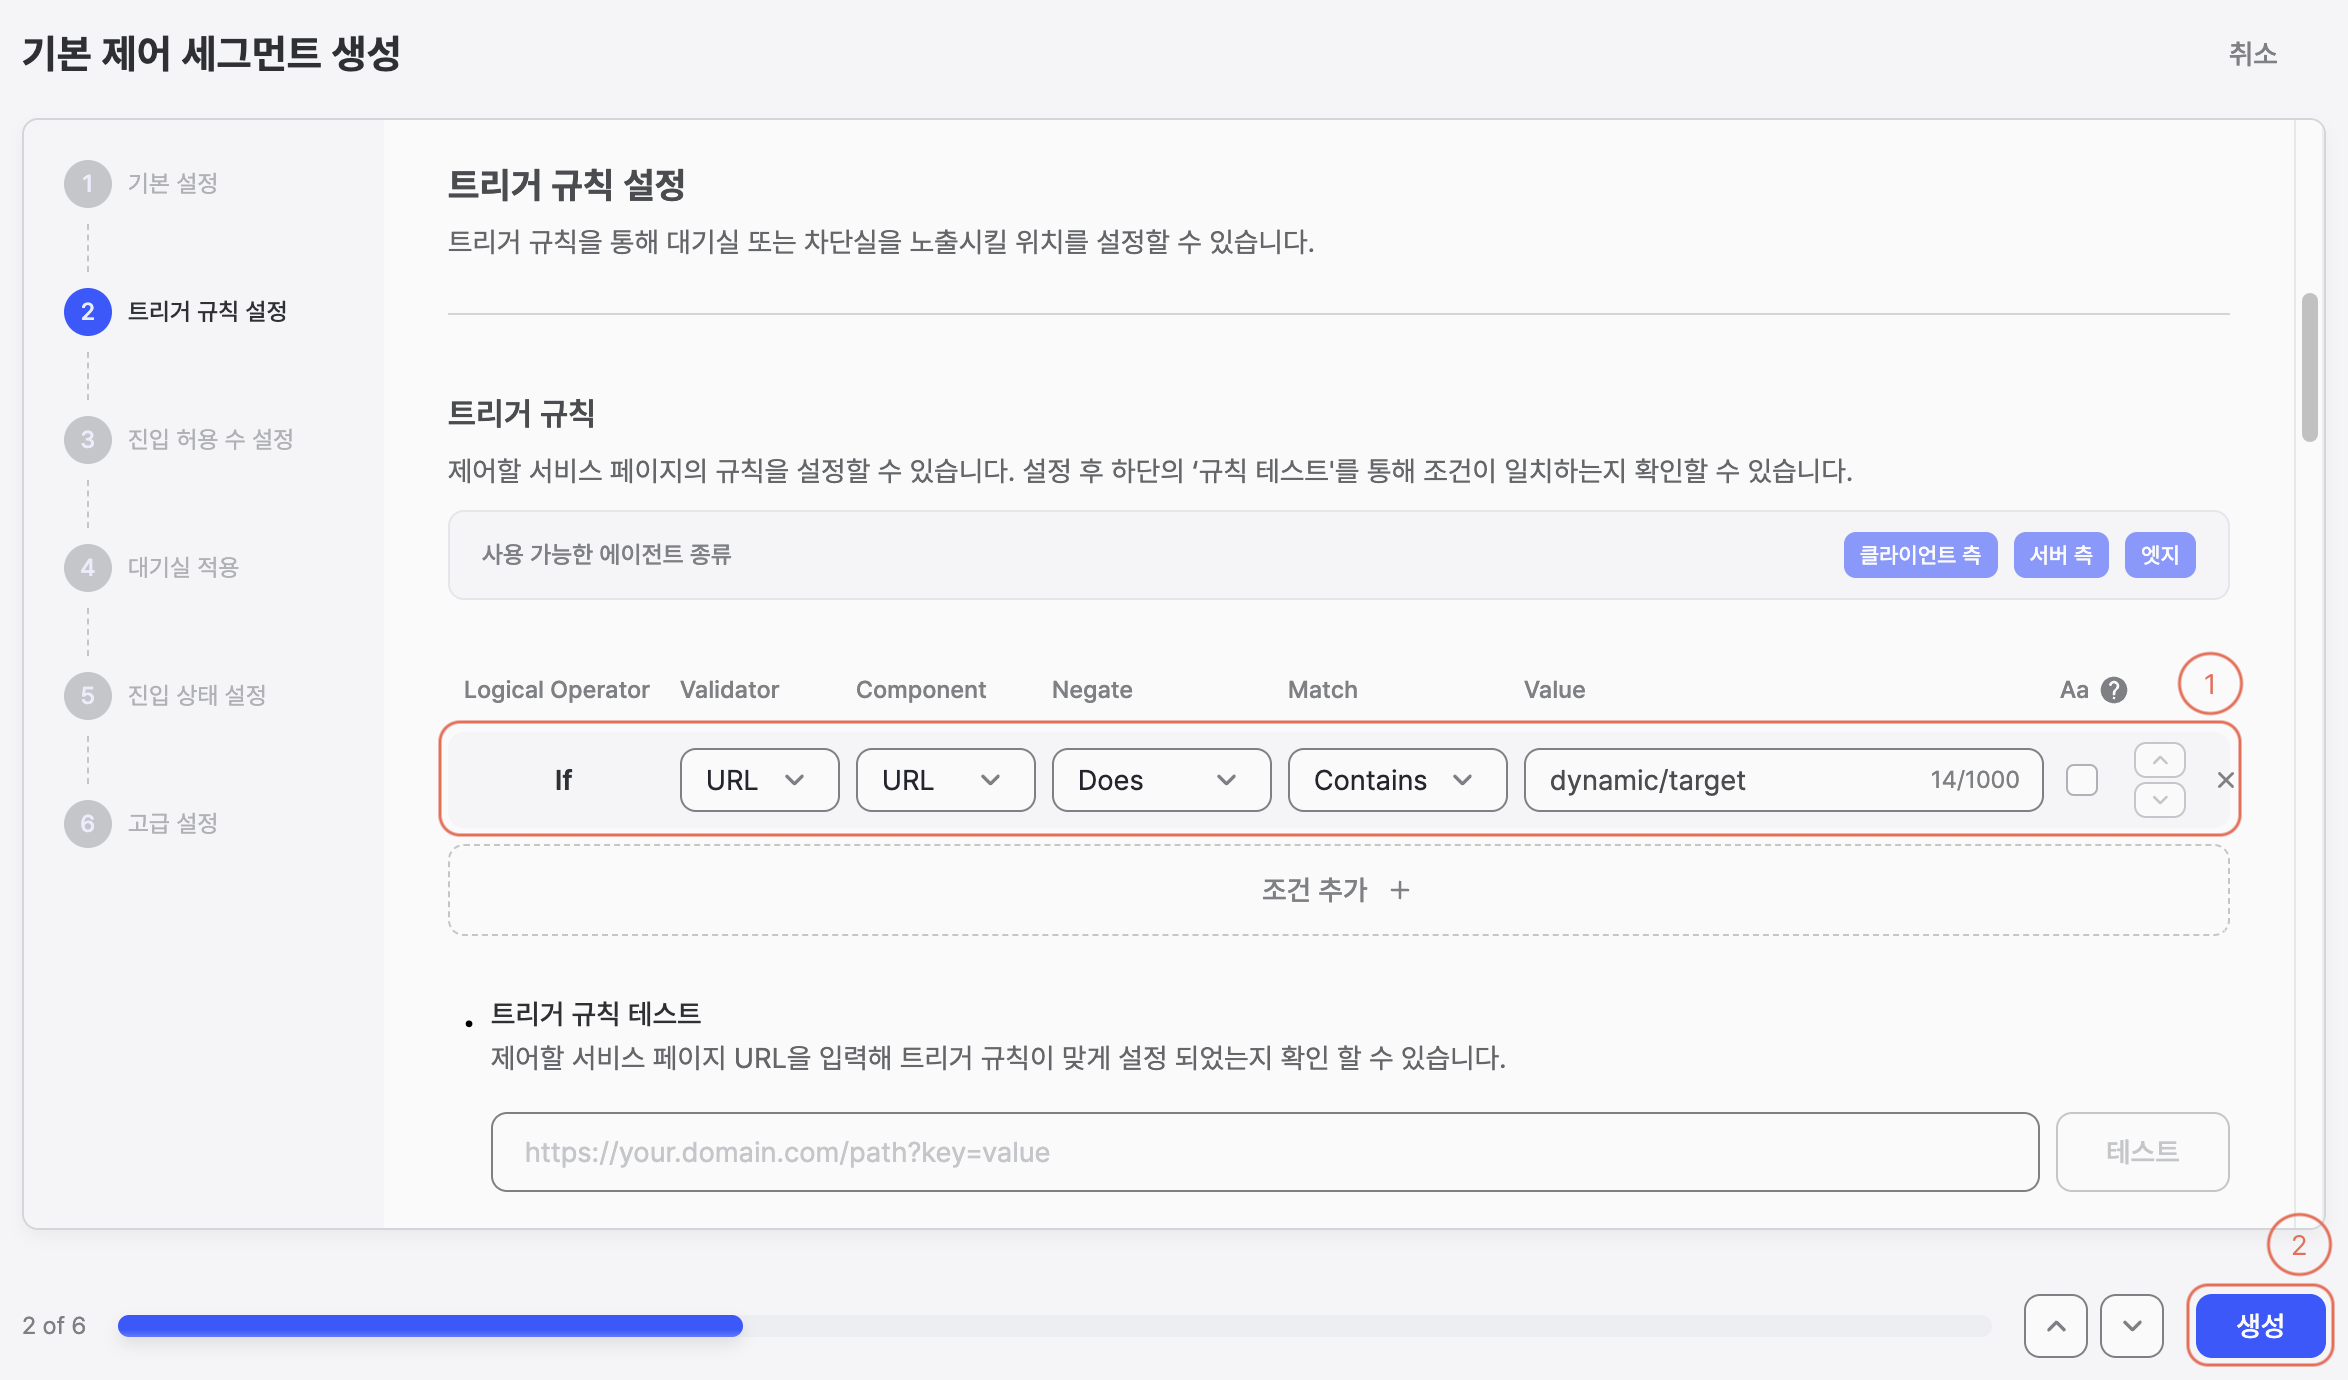 기본 제어 세그먼트 생성
취소
1 기본 설정
2 트리거 규칙 설정
3 진입 허용 수 설정
4 대기실 적용
5 진입 상태 설정
6 고급 설정
트리거 규칙 설정
트리거 규칙을 통해 대기실 또는 차단실을 노출시킬 위치를 설정할 수 있습니다.
트리거 규칙
제어할 서비스 페이지의 규칙을 설정할 수 있습니다. 설정 후 하단의 ‘규칙 테스트'를 통해 조건이 일치하는지 확인할 수 있습니다.
사용 가능한 에이전트 종류 클라이언트 측 서버 측 엣지
Logical Operator Validator Component Negate Match Value Aa ? 1
If URL URL Does Contains dynamic/target 14/1000
조건 추가 +
• 트리거 규칙 테스트
제어할 서비스 페이지 URL을 입력해 트리거 규칙이 맞게 설정 되었는지 확인 할 수 있습니다.
https://your.domain.com/path?key=value 테스트
2
2 of 6 생성